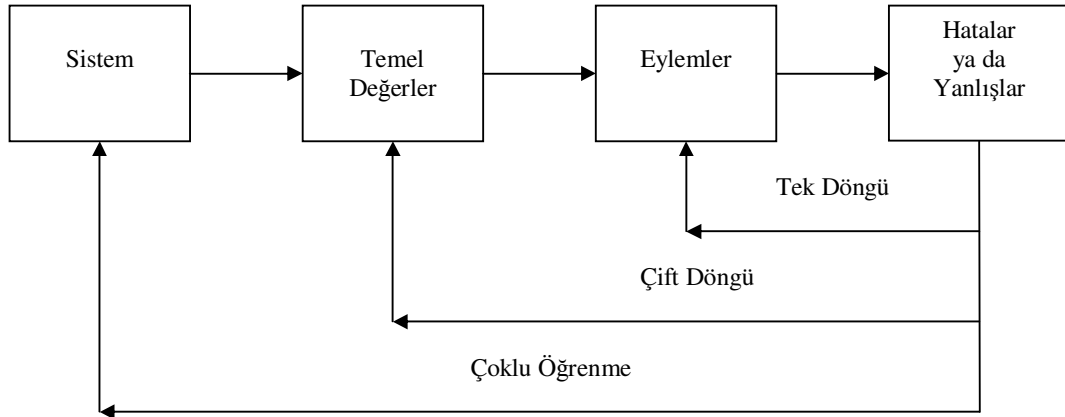 Sistem
Temel
Değerler
Eylemler
Hatalar
ya da
Yanlışlar
Tek Döngü
Çift Döngü
Çoklu Öğrenme